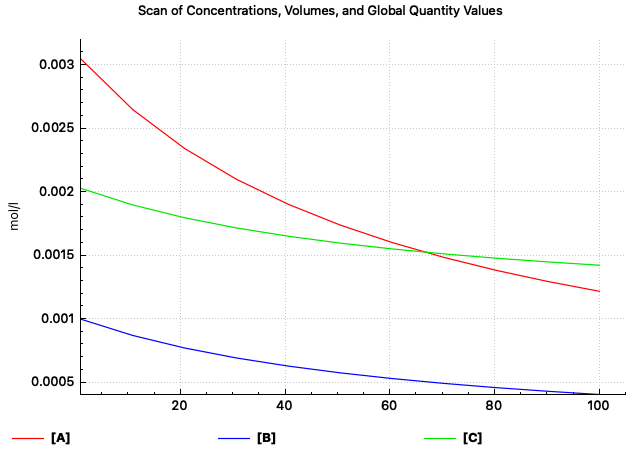 Scan of Concentrations, Volumes, and Global Quantity Values
0.003
0.0025
0.002
0.0015
0.001
0.0005
mol/l
20 40 60 80 100
[A] [B] [C]